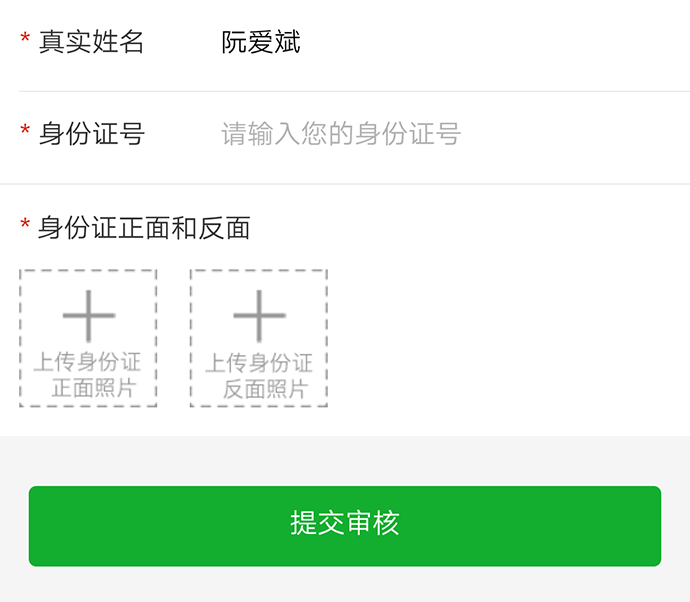 * 真实姓名 阮爱斌
* 身份证号 请输入您的身份证号
* 身份证正面和反面
上传身份证 上传身份证
正面照片 反面照片
提交审核